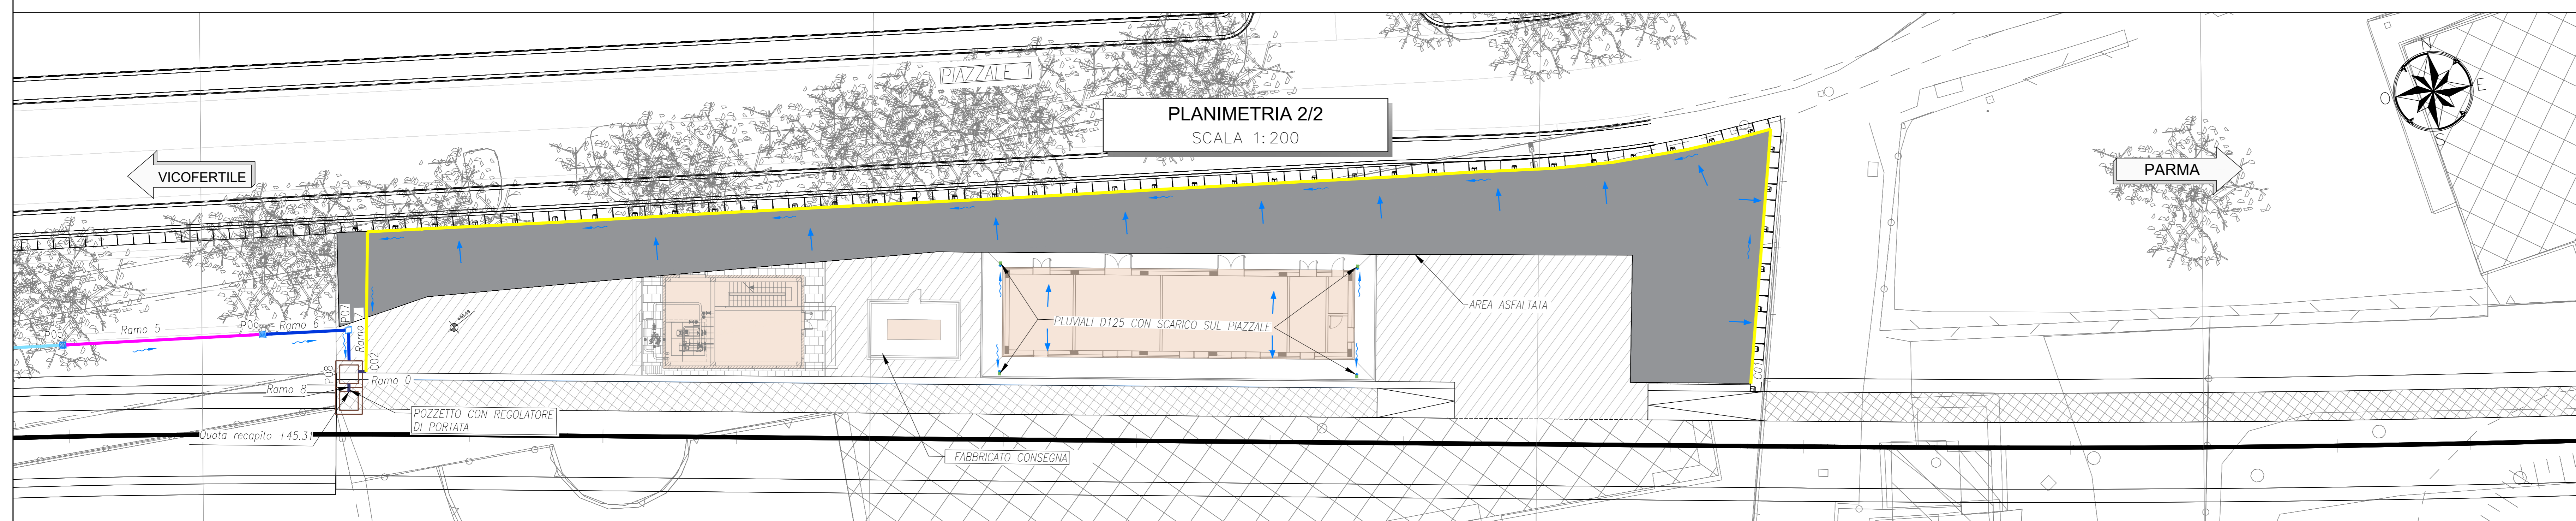 PIAZZALE 1
PLANIMETRIA 2/2
SCALA 1:200
N
O
E
S
VICOFERTILE
PARMA
AREA ASFALTATA
PLUVIALI D125 CON SCARICO SUL PIAZZALE
P05
Ramo 5
P06
Ramo 6
P07
Ramo 7
C02
P08
Ramo 0
Ramo 8
C01
POZZETTO CON REGOLATORE
DI PORTATA
Quota recapito +45.31
FABBRICATO CONSEGNA